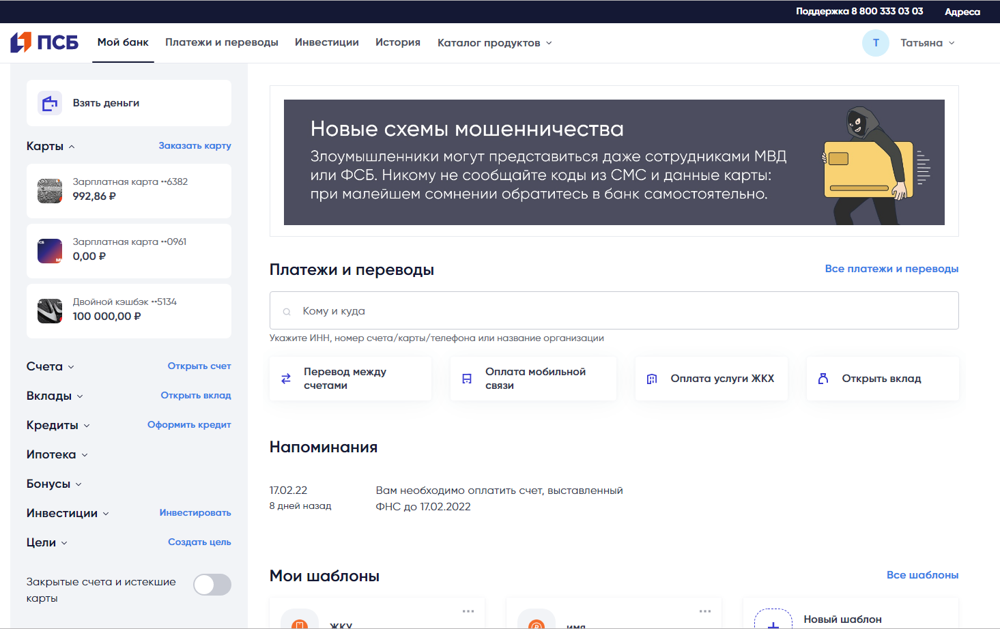 Поддержка 8 800 333 03 03
Адреса
ПСБ
Мой банк
Платежи и переводы
Инвестиции
История
Каталог продуктов
Т
Татьяна
Взять деньги
Карты
Заказать карту
Зарплатная карта ••6382
992,86 ₽
Зарплатная карта ••0961
0,00 ₽
Двойной кэшбэк ••5134
100 000,00 ₽
Счета
Открыть счет
Вклады
Открыть вклад
Кредиты
Оформить кредит
Ипотека
Бонусы
Инвестиции
Инвестировать
Цели
Создать цель
Закрытые счета и истекшие
карты
Новые схемы мошенничества
Злоумышленники могут представиться даже сотрудниками МВД
или ФСБ. Никому не сообщайте коды из СМС и данные карты:
при малейшем сомнении обратитесь в банк самостоятельно.
Платежи и переводы
Все платежи и переводы
Кому и куда
Укажите ИНН, номер счета/карты/телефона или название организации
Перевод между
счетами
Оплата мобильной
связи
Оплата услуги ЖКХ
Открыть вклад
Напоминания
17.02.22
8 дней назад
Вам необходимо оплатить счет, выставленный
ФНС до 17.02.2022
Мои шаблоны
Все шаблоны
ЖКУ
имя
Новый шаблон